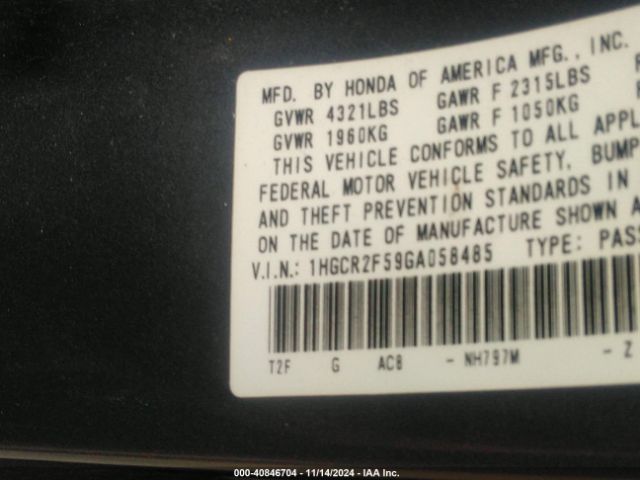 MFD. BY HONDA OF AMERICA MFG., INC.
GVWR 4321LBS GAWR F 2315LBS
GVWR 1960KG GAWR F 1050KG
THIS VEHICLE CONFORMS TO ALL APPL
FEDERAL MOTOR VEHICLE SAFETY, BUMP
AND THEFT PREVENTION STANDARDS IN
ON THE DATE OF MANUFACTURE SHOWN A
V.I.N.: 1HGCR2F59GA058485 TYPE: PASS
T2F G AC8 - NH797M - Z
000-40846704 - 11/14/2024 - IAA Inc.